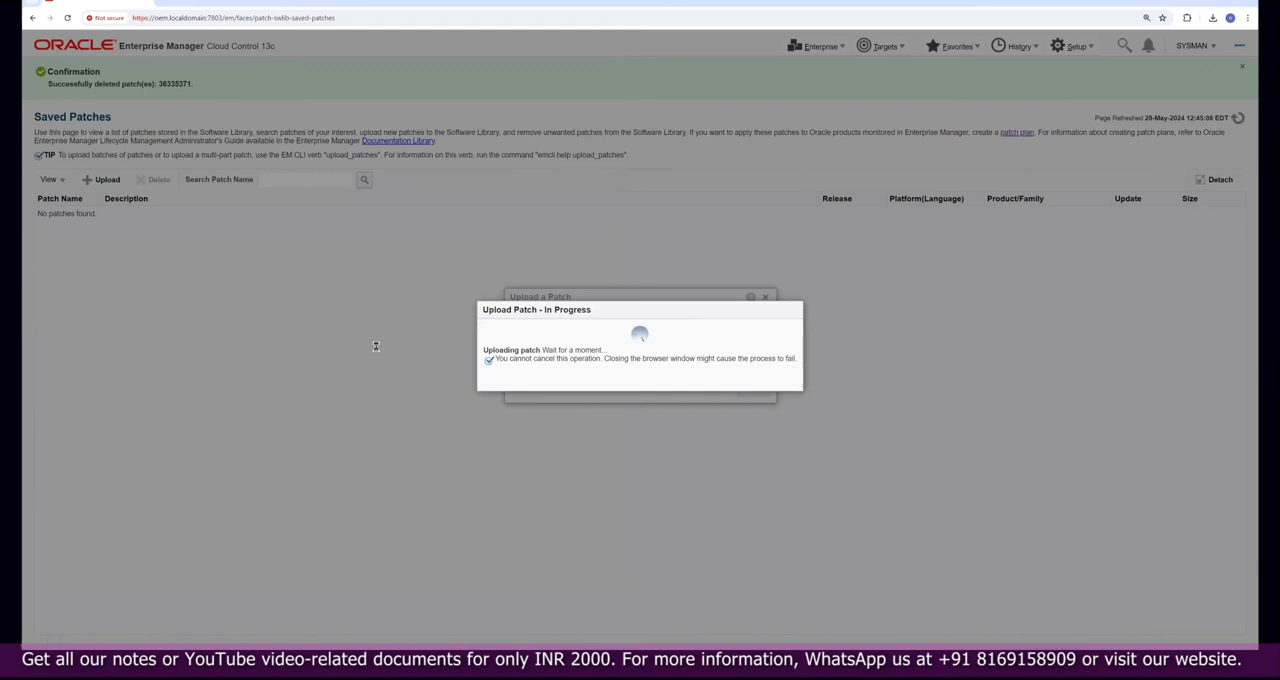 Not secure https://oem.localdomain:7803/em/faces/patch-swlib-saved-patches
ORACLE Enterprise Manager Cloud Control 13c Enterprise Targets Favorites History Setup SYSMAN
Confirmation
Successfully deleted patch(es): 36335371.
Saved Patches
Page Refreshed 26-May-2024 12:45:08 EDT
Use this page to view a list of patches stored in the Software Library, search patches of your interest, upload new patches to the Software Library, and remove unwanted patches from the Software Library. If you want to apply these patches to Oracle products monitored in Enterprise Manager, create a patch plan. For information about creating patch plans, refer to Oracle
Enterprise Manager Lifecycle Management Administrator's Guide available in the Enterprise Manager Documentation Library.
TIP To upload batches of patches or to upload a multi-part patch, use the EM CLI verb "upload_patches". For information on this verb, run the command "emcli help upload_patches".
View Upload Delete Search Patch Name Detach
Patch Name Description Release Platform(Language) Product/Family Update Size
No patches found.
Upload a Patch
Upload Patch - In Progress
Uploading patch Wait for a moment...
You cannot cancel this operation. Closing the browser window might cause the process to fail.
Get all our notes or YouTube video-related documents for only INR 2000. For more information, WhatsApp us at +91 8169158909 or visit our website.